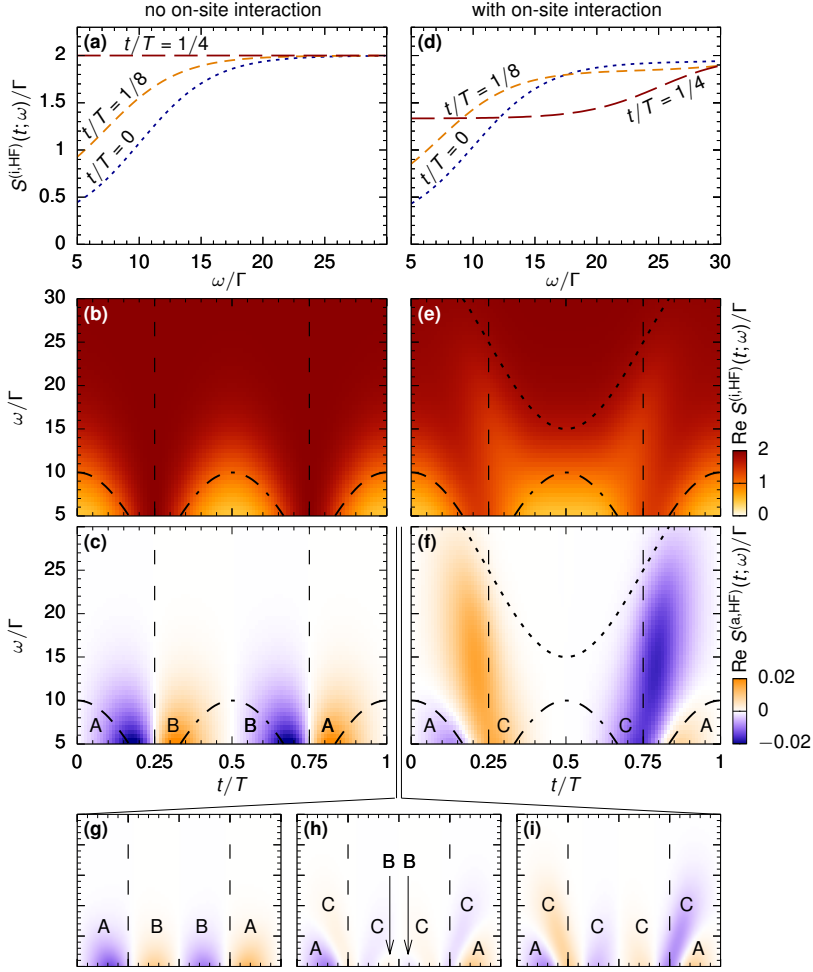 no on-site interaction
with on-site interaction
(a)
t/T = 1/4
t/T = 1/8
t/T = 0
S(i,HF)(t;ω)/Γ
0
0.5
1
1.5
2
5
10
15
20
25
ω/Γ
(d)
t/T = 1/8
t/T = 1/4
t/T = 0
5
10
15
20
25
30
ω/Γ
(b)
ω/Γ
30
25
20
15
10
5
(e)
Re S(i,HF)(t;ω)/Γ
2
1
0
(c)
A
B
B
A
ω/Γ
25
20
15
10
5
0
0.25
0.5
0.75
1
t/T
(f)
A
C
C
A
0
0.25
0.5
0.75
1
t/T
Re S(a,HF)(t;ω)/Γ
0.02
0
−0.02
(g)
A
B
B
A
(h)
B
B
C
C
C
C
A
A
(i)
C
C
C
C
A
A